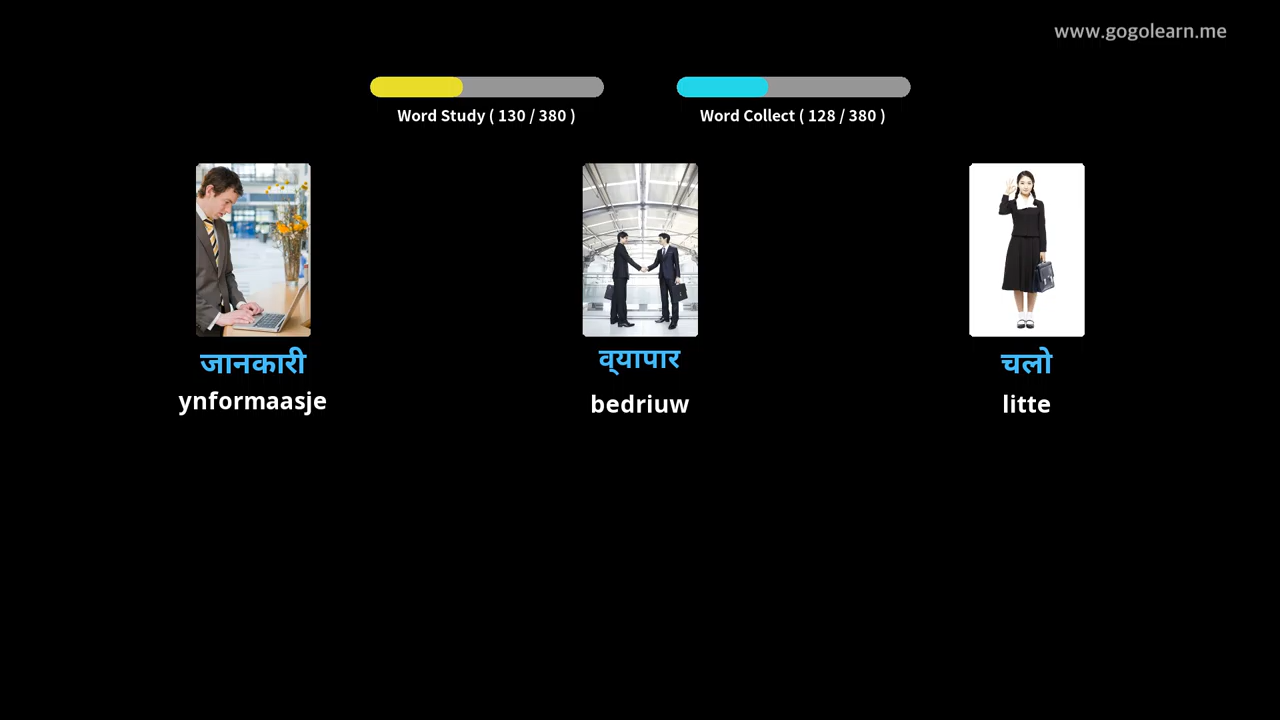 www.gogolearn.me
Word Study ( 130 / 380 )
Word Collect ( 128 / 380 )
जानकारी
व्यापार
चलो
ynformaasje
bedriuw
litte